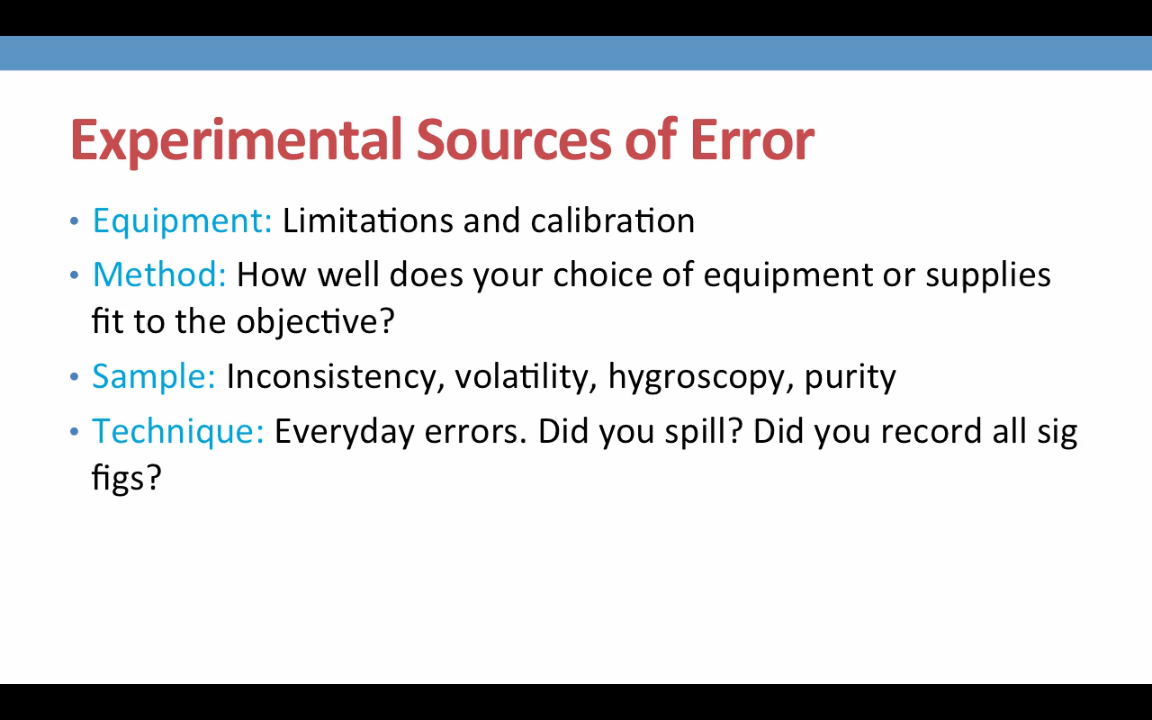 Experimental Sources of Error
• Equipment: Limitations and calibration
• Method: How well does your choice of equipment or supplies
fit to the objective?
• Sample: Inconsistency, volatility, hygroscopy, purity
• Technique: Everyday errors. Did you spill? Did you record all sig
figs?